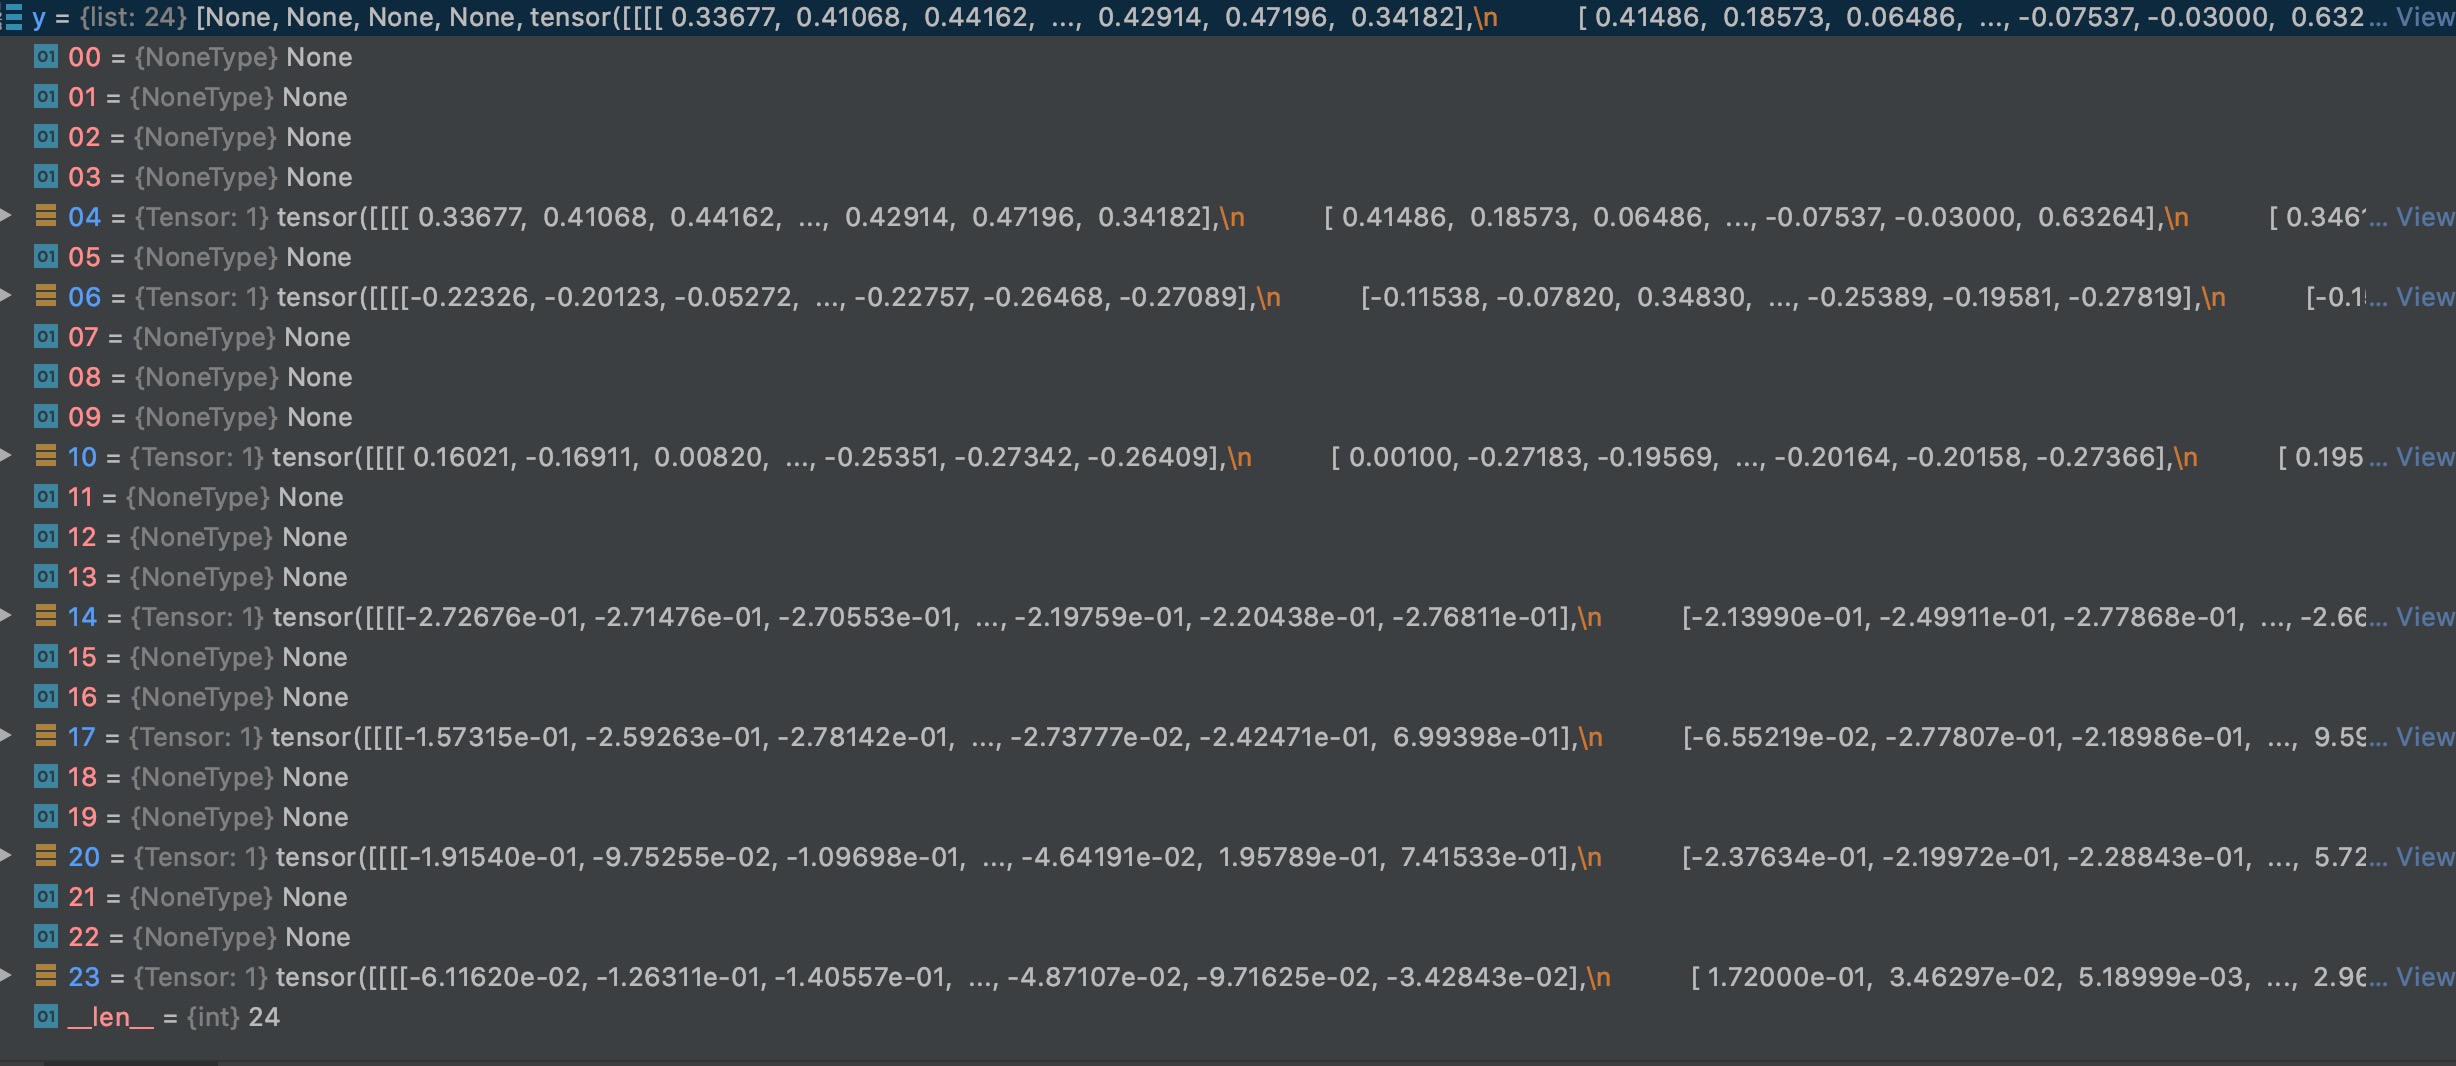 y = {list: 24} [None, None, None, None, tensor([[[[ 0.33677, 0.41068, 0.44162, ..., 0.42914, 0.47196, 0.34182],\n [ 0.41486, 0.18573, 0.06486, ..., -0.07537, -0.03000, 0.632... View
01 00 = {NoneType} None
01 01 = {NoneType} None
01 02 = {NoneType} None
01 03 = {NoneType} None
04 = {Tensor: 1} tensor([[[[ 0.33677, 0.41068, 0.44162, ..., 0.42914, 0.47196, 0.34182],\n [ 0.41486, 0.18573, 0.06486, ..., -0.07537, -0.03000, 0.63264],\n [ 0.346... View
01 05 = {NoneType} None
06 = {Tensor: 1} tensor([[[[-0.22326, -0.20123, -0.05272, ..., -0.22757, -0.26468, -0.27089],\n [-0.11538, -0.07820, 0.34830, ..., -0.25389, -0.19581, -0.27819],\n [-0.1... View
01 07 = {NoneType} None
01 08 = {NoneType} None
01 09 = {NoneType} None
10 = {Tensor: 1} tensor([[[[ 0.16021, -0.16911, 0.00820, ..., -0.25351, -0.27342, -0.26409],\n [ 0.00100, -0.27183, -0.19569, ..., -0.20164, -0.20158, -0.27366],\n [ 0.195... View
01 11 = {NoneType} None
01 12 = {NoneType} None
01 13 = {NoneType} None
14 = {Tensor: 1} tensor([[[[-2.72676e-01, -2.71476e-01, -2.70553e-01, ..., -2.19759e-01, -2.20438e-01, -2.76811e-01],\n [-2.13990e-01, -2.49911e-01, -2.77868e-01, ..., -2.66... View
01 15 = {NoneType} None
01 16 = {NoneType} None
17 = {Tensor: 1} tensor([[[[-1.57315e-01, -2.59263e-01, -2.78142e-01, ..., -2.73777e-02, -2.42471e-01, 6.99398e-01],\n [-6.55219e-02, -2.77807e-01, -2.18986e-01, ..., 9.59... View
01 18 = {NoneType} None
01 19 = {NoneType} None
20 = {Tensor: 1} tensor([[[[-1.91540e-01, -9.75255e-02, -1.09698e-01, ..., -4.64191e-02, 1.95789e-01, 7.41533e-01],\n [-2.37634e-01, -2.19972e-01, -2.28843e-01, ..., 5.72... View
01 21 = {NoneType} None
01 22 = {NoneType} None
23 = {Tensor: 1} tensor([[[[-6.11620e-02, -1.26311e-01, -1.40557e-01, ..., -4.87107e-02, -9.71625e-02, -3.42843e-02],\n [ 1.72000e-01, 3.46297e-02, 5.18999e-03, ..., 2.96... View
01 __len__ = {int} 24